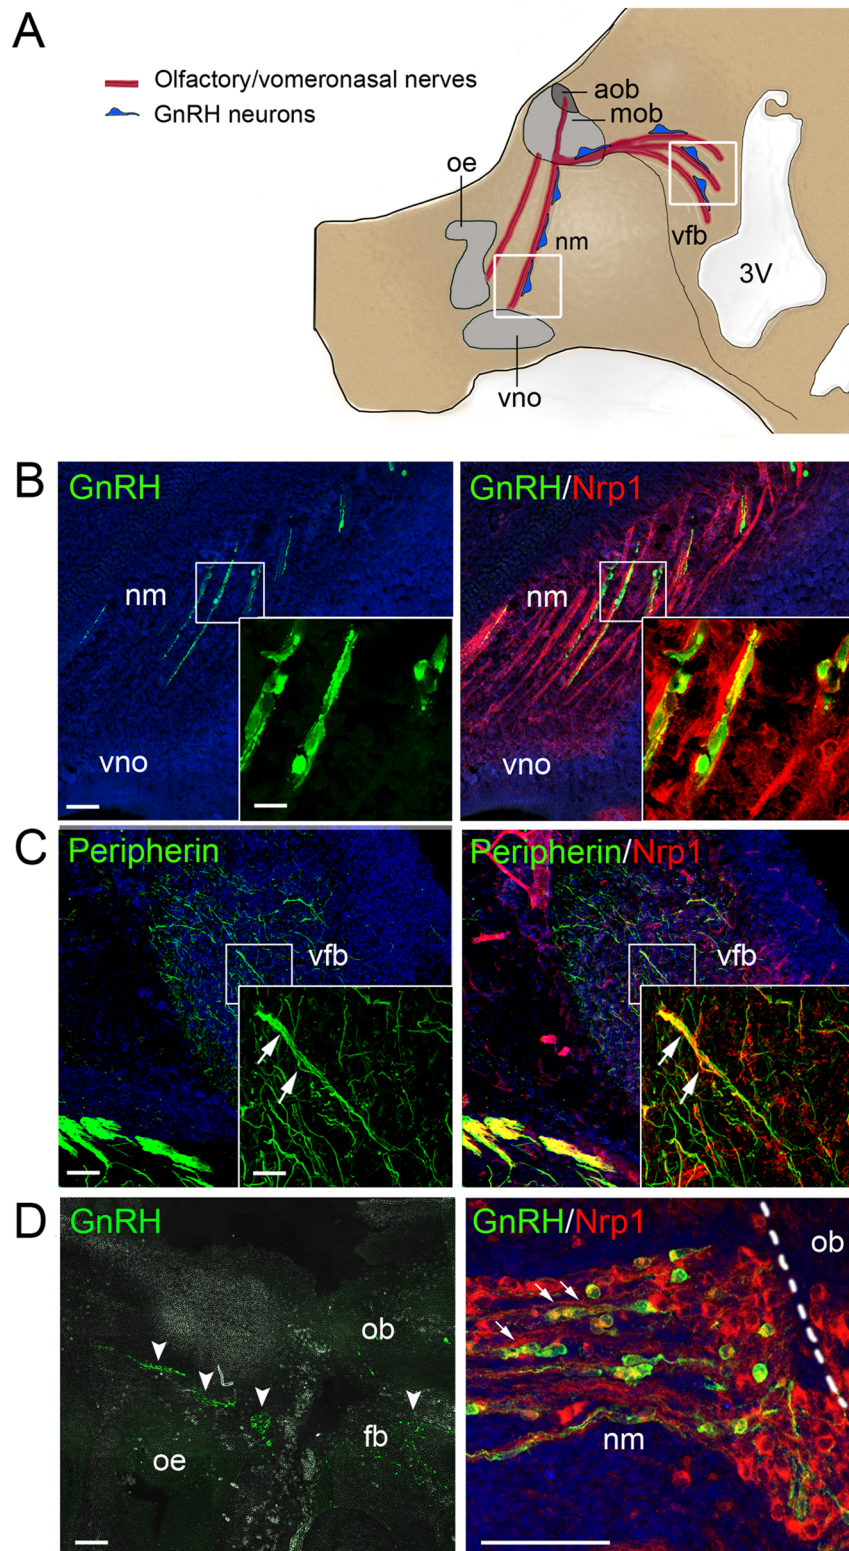 A
Olfactory/vomeronasal nerves
GnRH neurons
aob
mob
oe
nm
vfb
3V
vno
B
GnRH
nm
vno
GnRH/Nrp1
nm
vno
C
Peripherin
vfb
Peripherin/Nrp1
vfb
D
GnRH
ob
oe
fb
GnRH/Nrp1
ob
nm